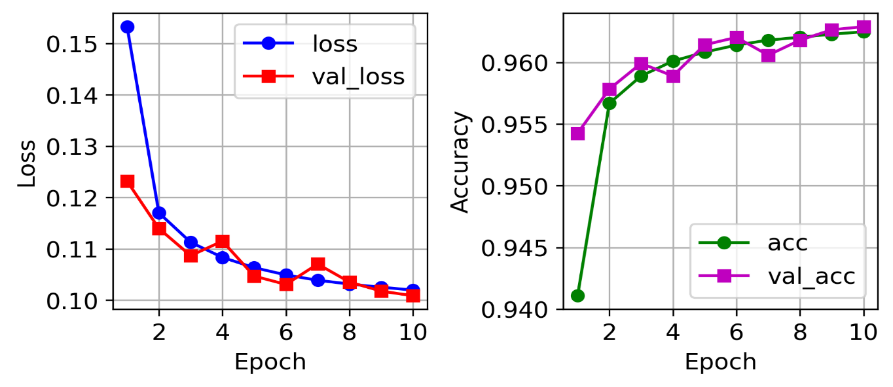 loss
val_loss
0.15
0.14
0.13
0.12
0.11
0.10
Loss
2 4 6 8 10
Epoch
0.960
0.955
0.950
0.945
0.940
Accuracy
acc
val_acc
2 4 6 8 10
Epoch